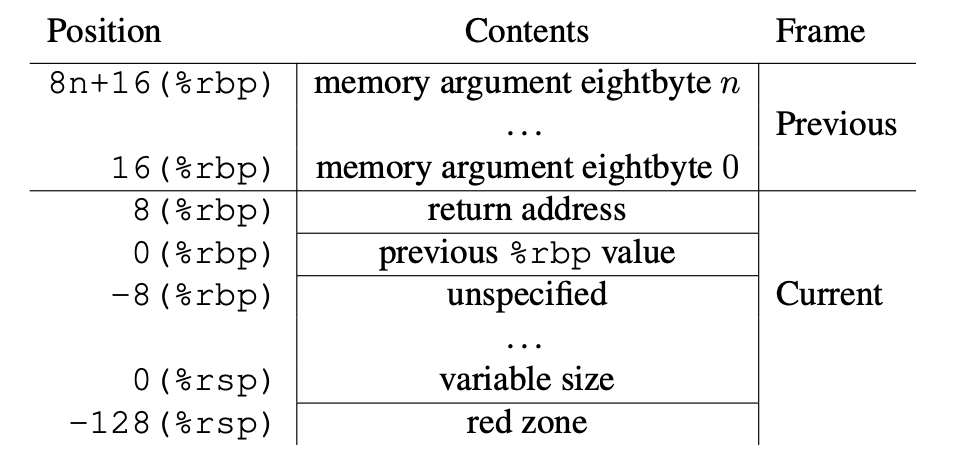 Position Contents Frame
8n+16(%rbp) memory argument eightbyte n
... Previous
16(%rbp) memory argument eightbyte 0
8(%rbp) return address
0(%rbp) previous %rbp value
-8(%rbp) unspecified Current
...
0(%rsp) variable size
-128(%rsp) red zone